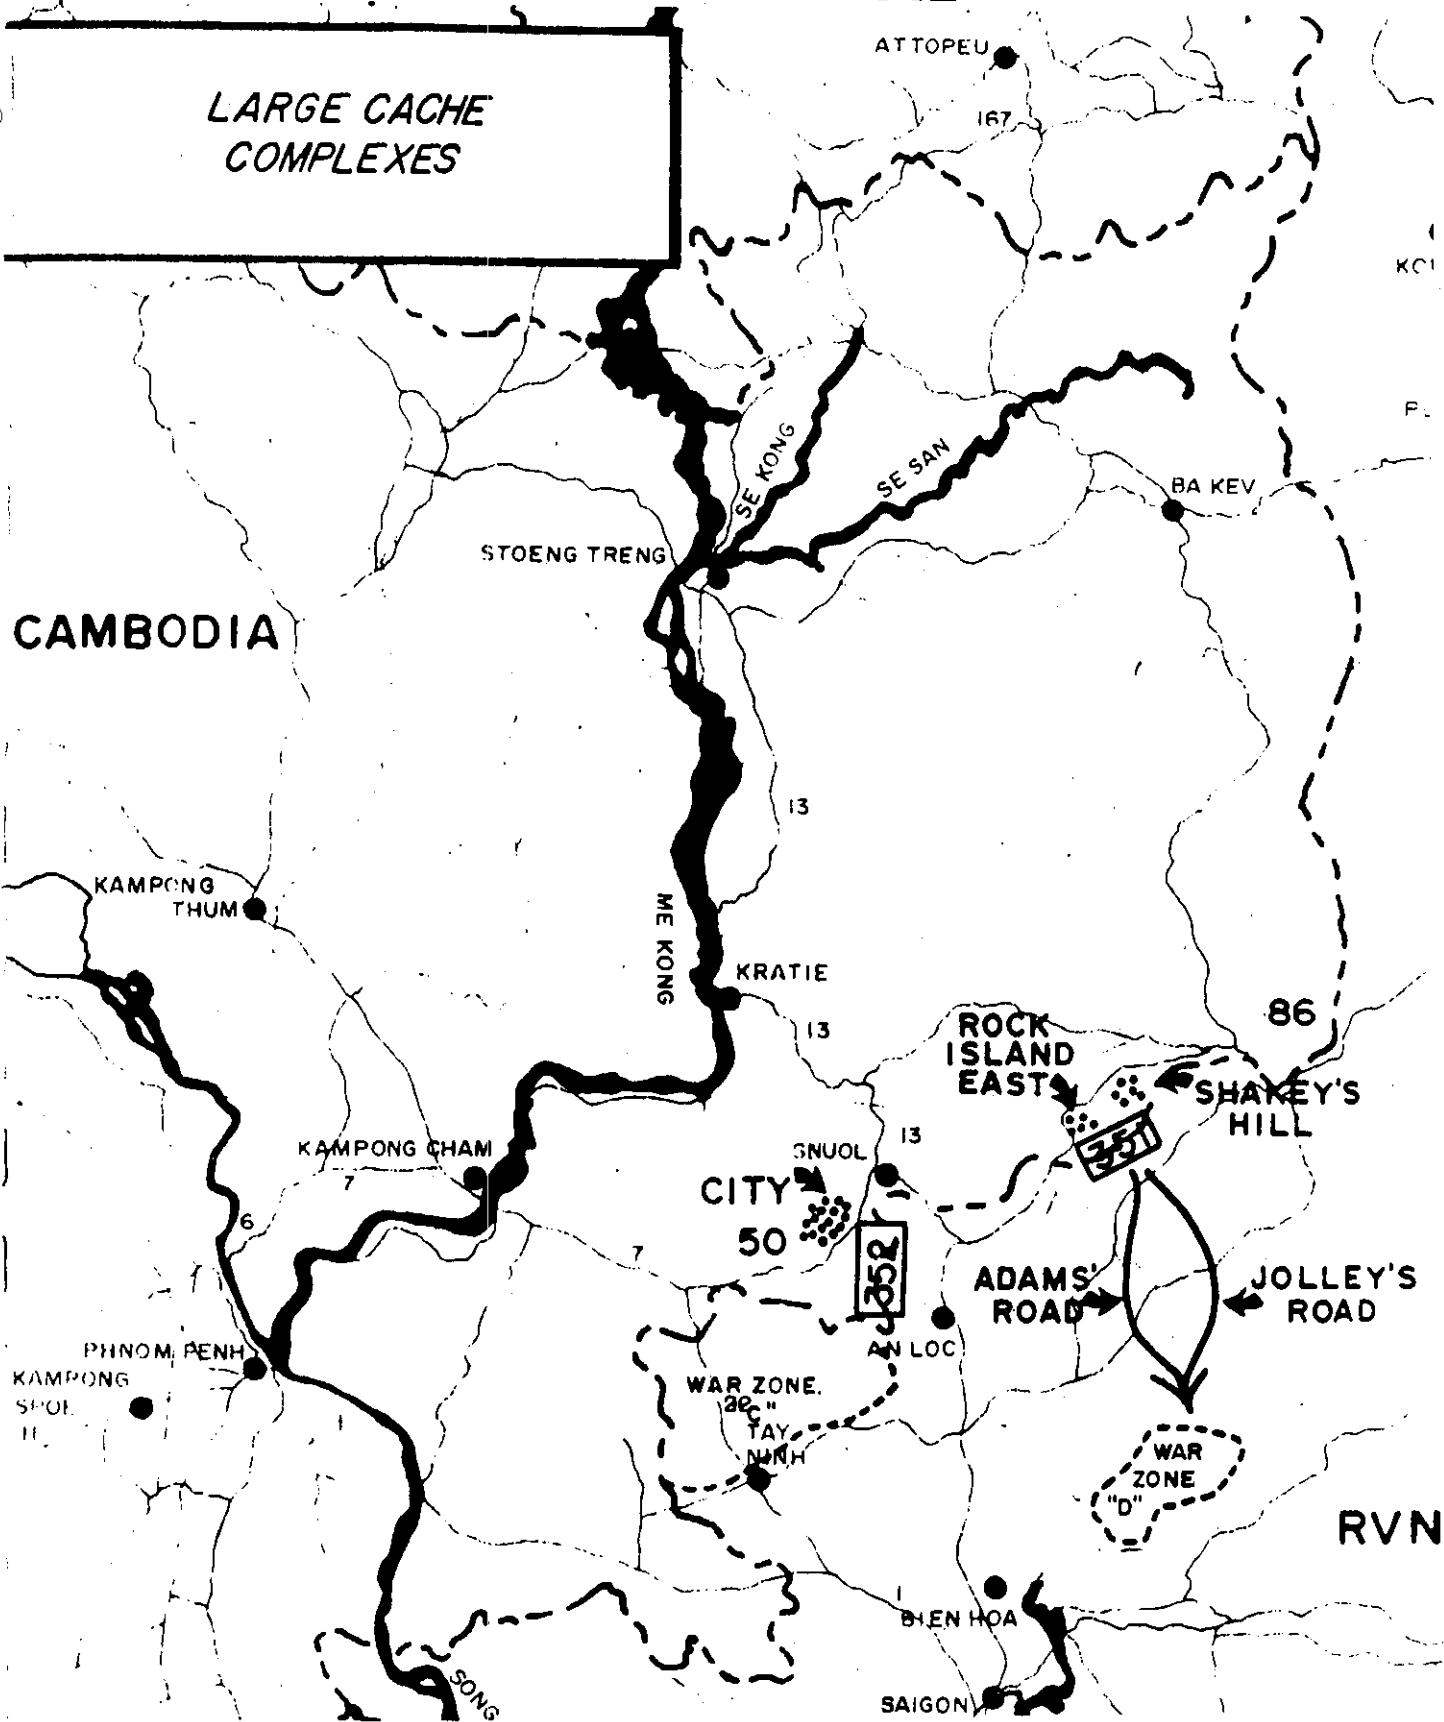 LARGE CACHE
COMPLEXES
ATTOPEU
167
SE KONG
SE SAN
BA KEV
STOENG TRENG
CAMBODIA
13
KAMPONG
THUM
ME KONG
KRATIE
13
86
ROCK
ISLAND
EAST
SHAKEY'S
HILL
351
KAMPONG CHAM
7
SNUOL
13
CITY
50
352
6
7
ADAMS'
ROAD
JOLLEY'S
ROAD
AN LOC
PHNOM PENH
KAMPONG
1
WAR ZONE
"C"
TAY
NINH
WAR
ZONE
"D"
RVN
1
BIEN HOA
SONG
SAIGON